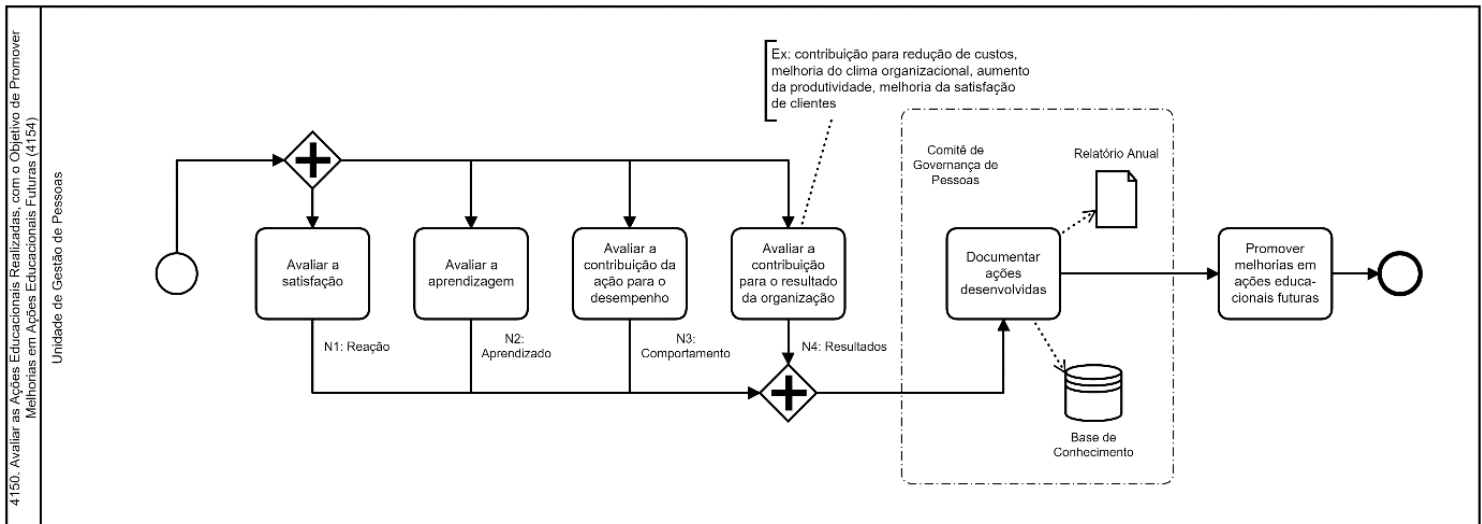 4150. Avaliar as Ações Educacionais Realizadas, com o Objetivo de Promover
Melhorias em Ações Educacionais Futuras (4154)
Unidade de Gestão de Pessoas
Ex: contribuição para redução de custos,
melhoria do clima organizacional, aumento
da produtividade, melhoria da satisfação
de clientes
Avaliar a
satisfação
N1: Reação
Avaliar a
aprendizagem
N2:
Aprendizado
Avaliar a
contribuição da
ação para o
desempenho
N3:
Comportamento
Avaliar a
contribuição
para o resultado
da organização
N4: Resultados
Comitê de
Governança de
Pessoas
Relatório Anual
Documentar
ações
desenvolvidas
Base de
Conhecimento
Promover
melhorias em
ações educa-
cionais futuras